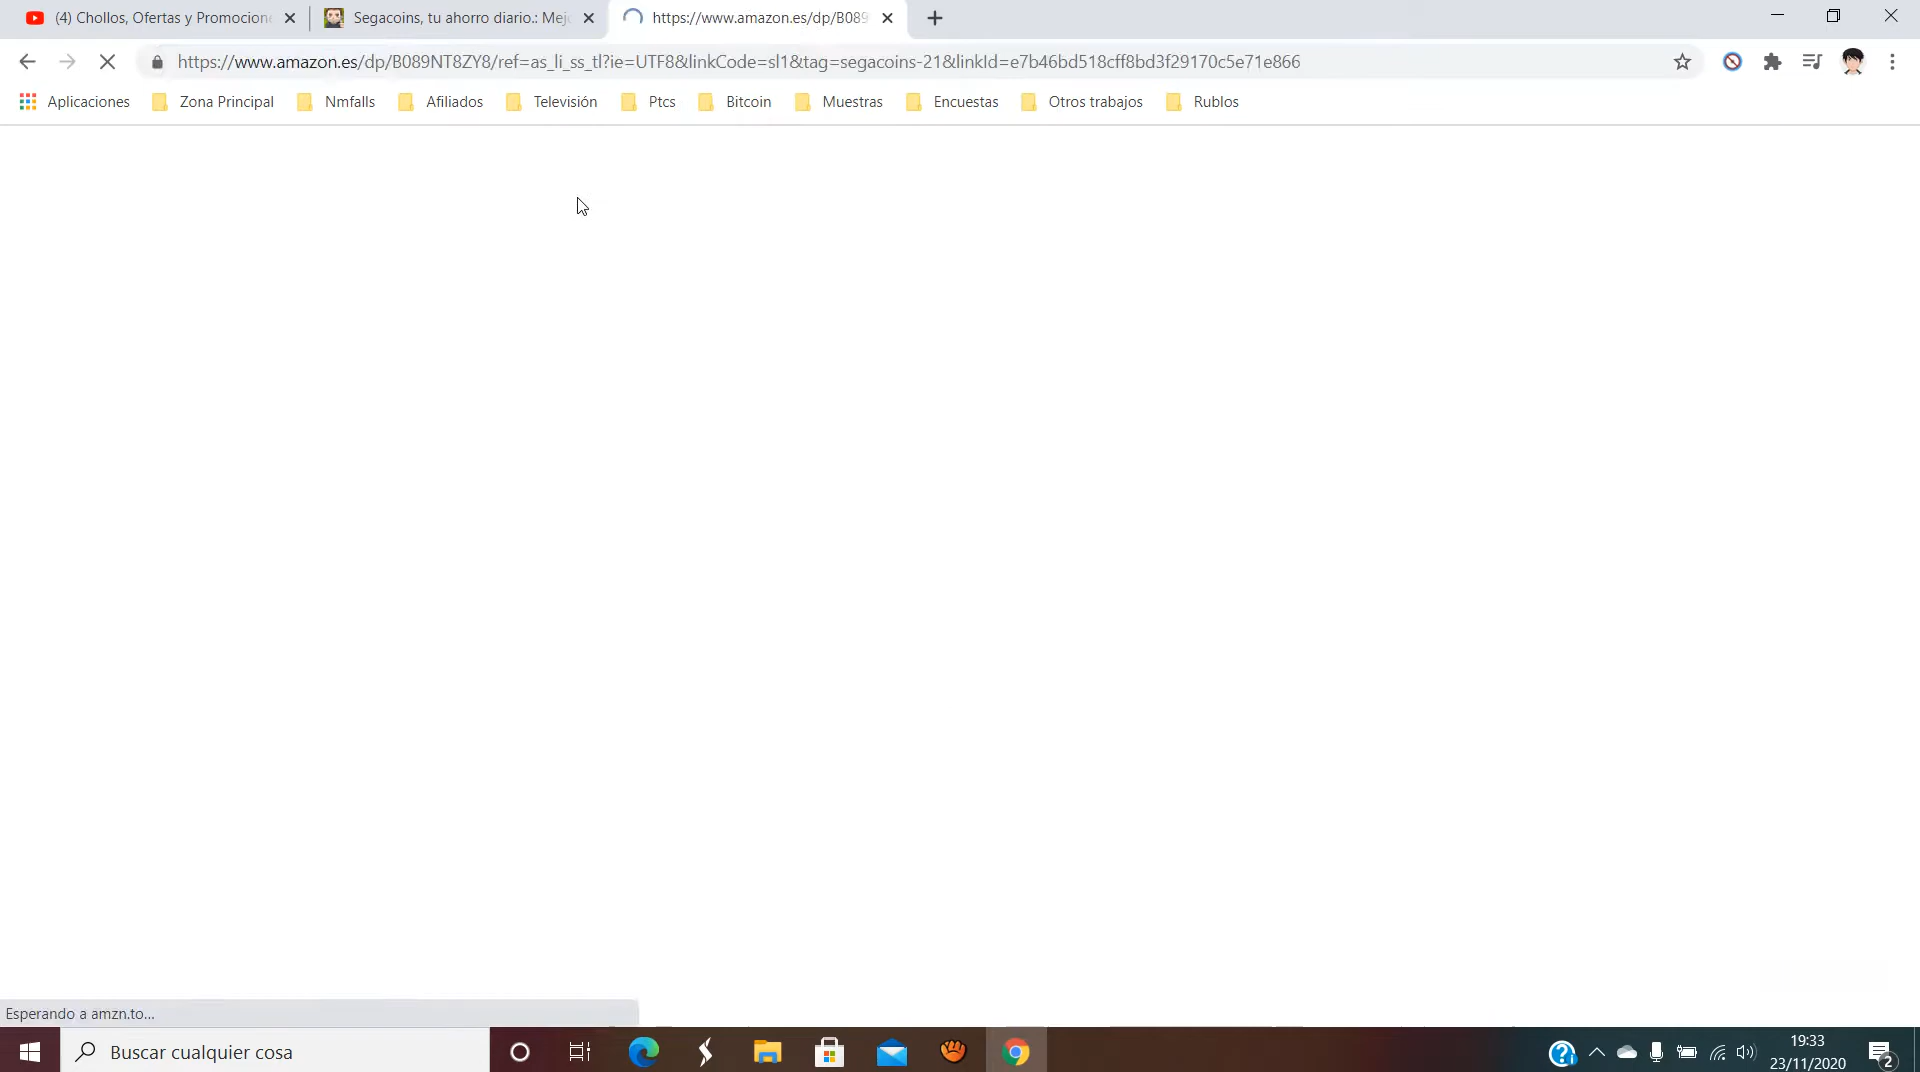 (4) Chollos, Ofertas y Promocione
Segacoins, tu ahorro diario.: Mej
https://www.amazon.es/dp/B089
https://www.amazon.es/dp/B089NT8ZY8/ref=as_li_ss_tl?ie=UTF8&linkCode=sl1&tag=segacoins-21&linkId=e7b46bd518cff8bd3f29170c5e71e866
Aplicaciones Zona Principal Nmfalls Afiliados Televisión Ptcs Bitcoin Muestras Encuestas Otros trabajos Rublos
Esperando a amzn.to...
Buscar cualquier cosa
19:33
23/11/2020
2